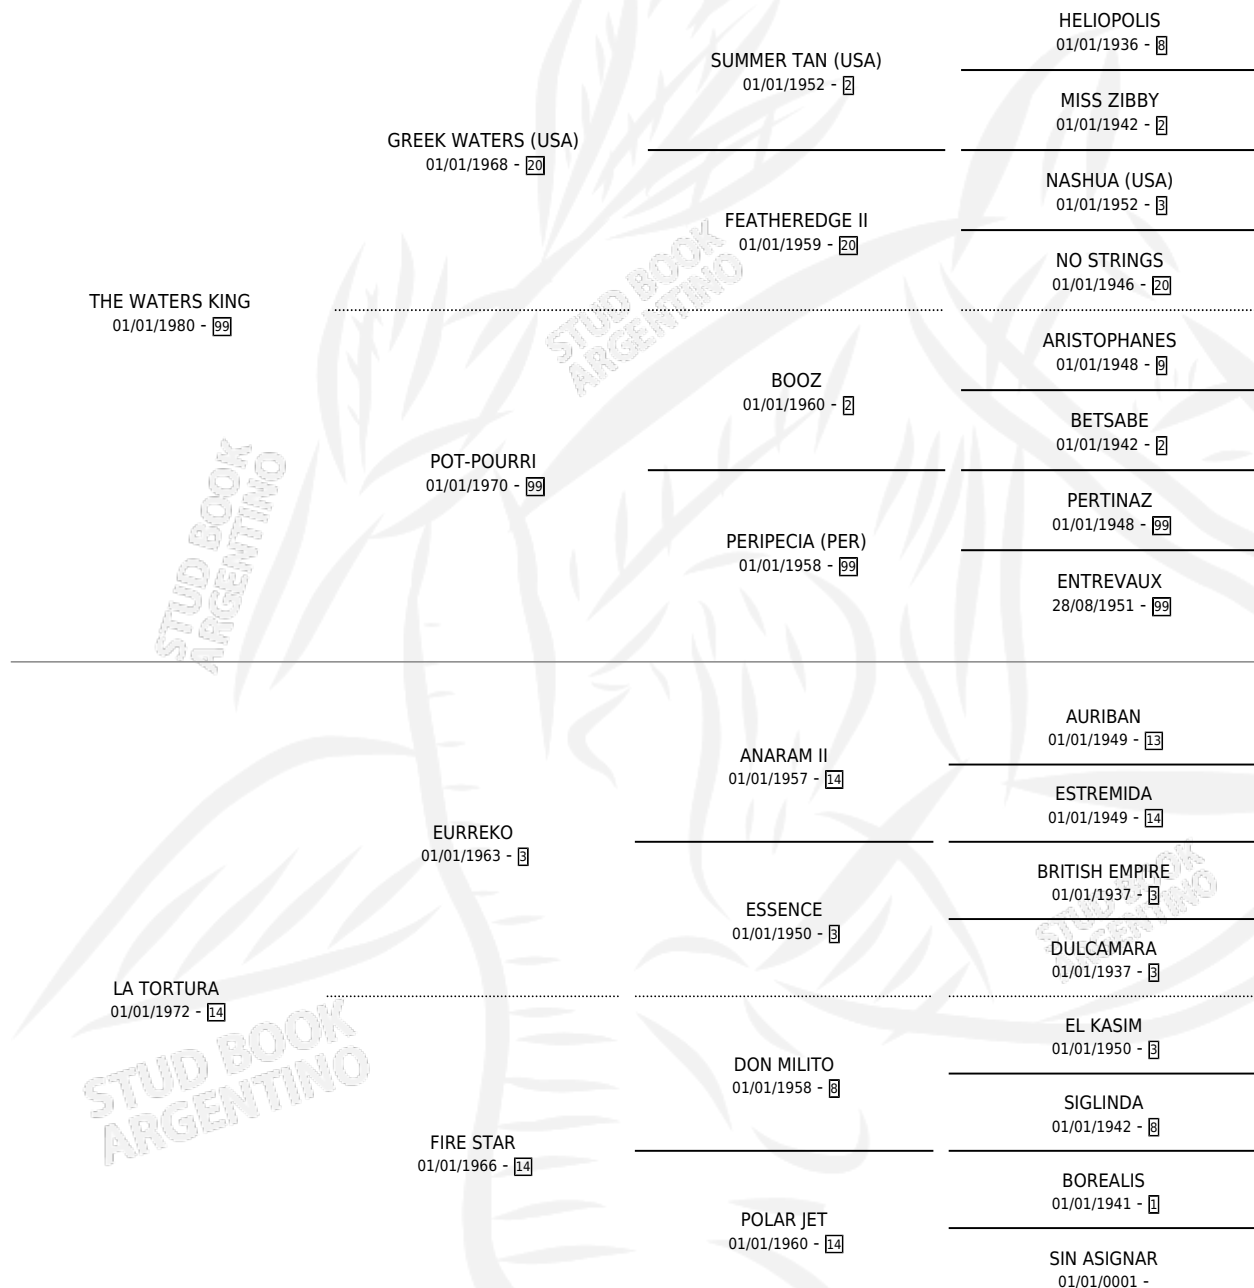 HELIOPOLIS
01/01/1936 - 8
SUMMER TAN (USA)
01/01/1952 - 2
MISS ZIBBY
01/01/1942 - 2
GREEK WATERS (USA)
01/01/1968 - 20
NASHUA (USA)
01/01/1952 - 3
FEATHEREDGE II
01/01/1959 - 20
NO STRINGS
01/01/1946 - 20
THE WATERS KING
01/01/1980 - 99
STUD BOOK
ARGENTINO
ARISTOPHANES
01/01/1948 - 9
BOOZ
01/01/1960 - 2
BETSABE
01/01/1942 - 2
POT-POURRI
01/01/1970 - 99
PERTINAZ
01/01/1948 - 99
PERIPECIA (PER)
01/01/1958 - 99
ENTREVAUX
28/08/1951 - 99
STUD BOOK
ARGENTINO
AURIBAN
01/01/1949 - 13
ANARAM II
01/01/1957 - 14
ESTREMIDA
01/01/1949 - 14
EURREKO
01/01/1963 - 3
BRITISH EMPIRE
01/01/1937 - 3
ESSENCE
01/01/1950 - 3
DULCAMARA
01/01/1937 - 3
STUD BOOK
ARGENTINO
LA TORTURA
01/01/1972 - 14
EL KASIM
01/01/1950 - 3
DON MILITO
01/01/1958 - 8
SIGLINDA
01/01/1942 - 8
STUD BOOK
ARGENTINO
FIRE STAR
01/01/1966 - 14
BOREALIS
01/01/1941 - 1
POLAR JET
01/01/1960 - 14
SIN ASIGNAR
01/01/0001 -